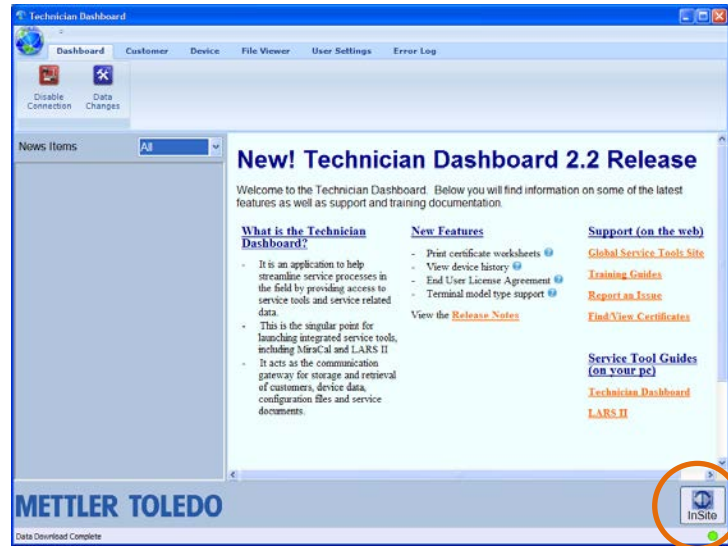 Technician Dashboard
Dashboard Customer Device File Viewer User Settings Error Log
Disable Connection
Data Changes
News Items All
New! Technician Dashboard 2.2 Release
Welcome to the Technician Dashboard. Below you will find information on some of the latest
features as well as support and training documentation.
What is the Technician
Dashboard?
- It is an application to help
streamline service processes in
the field by providing access to
service tools and service related
data.
- This is the singular point for
launching integrated service tools,
including MiraCal and LARS II
- It acts as the communication
gateway for storage and retrieval
of customers, device data,
configuration files and service
documents.
New Features
- Print certificate worksheets
- View device history
- End User License Agreement
- Terminal model type support
View the Release Notes
Support (on the web)
Global Service Tools Site
Training Guides
Report an Issue
Find/View Certificates
Service Tool Guides
(on your pc)
Technician Dashboard
LARS II
METTLER TOLEDO
InSite
Data Download Complete